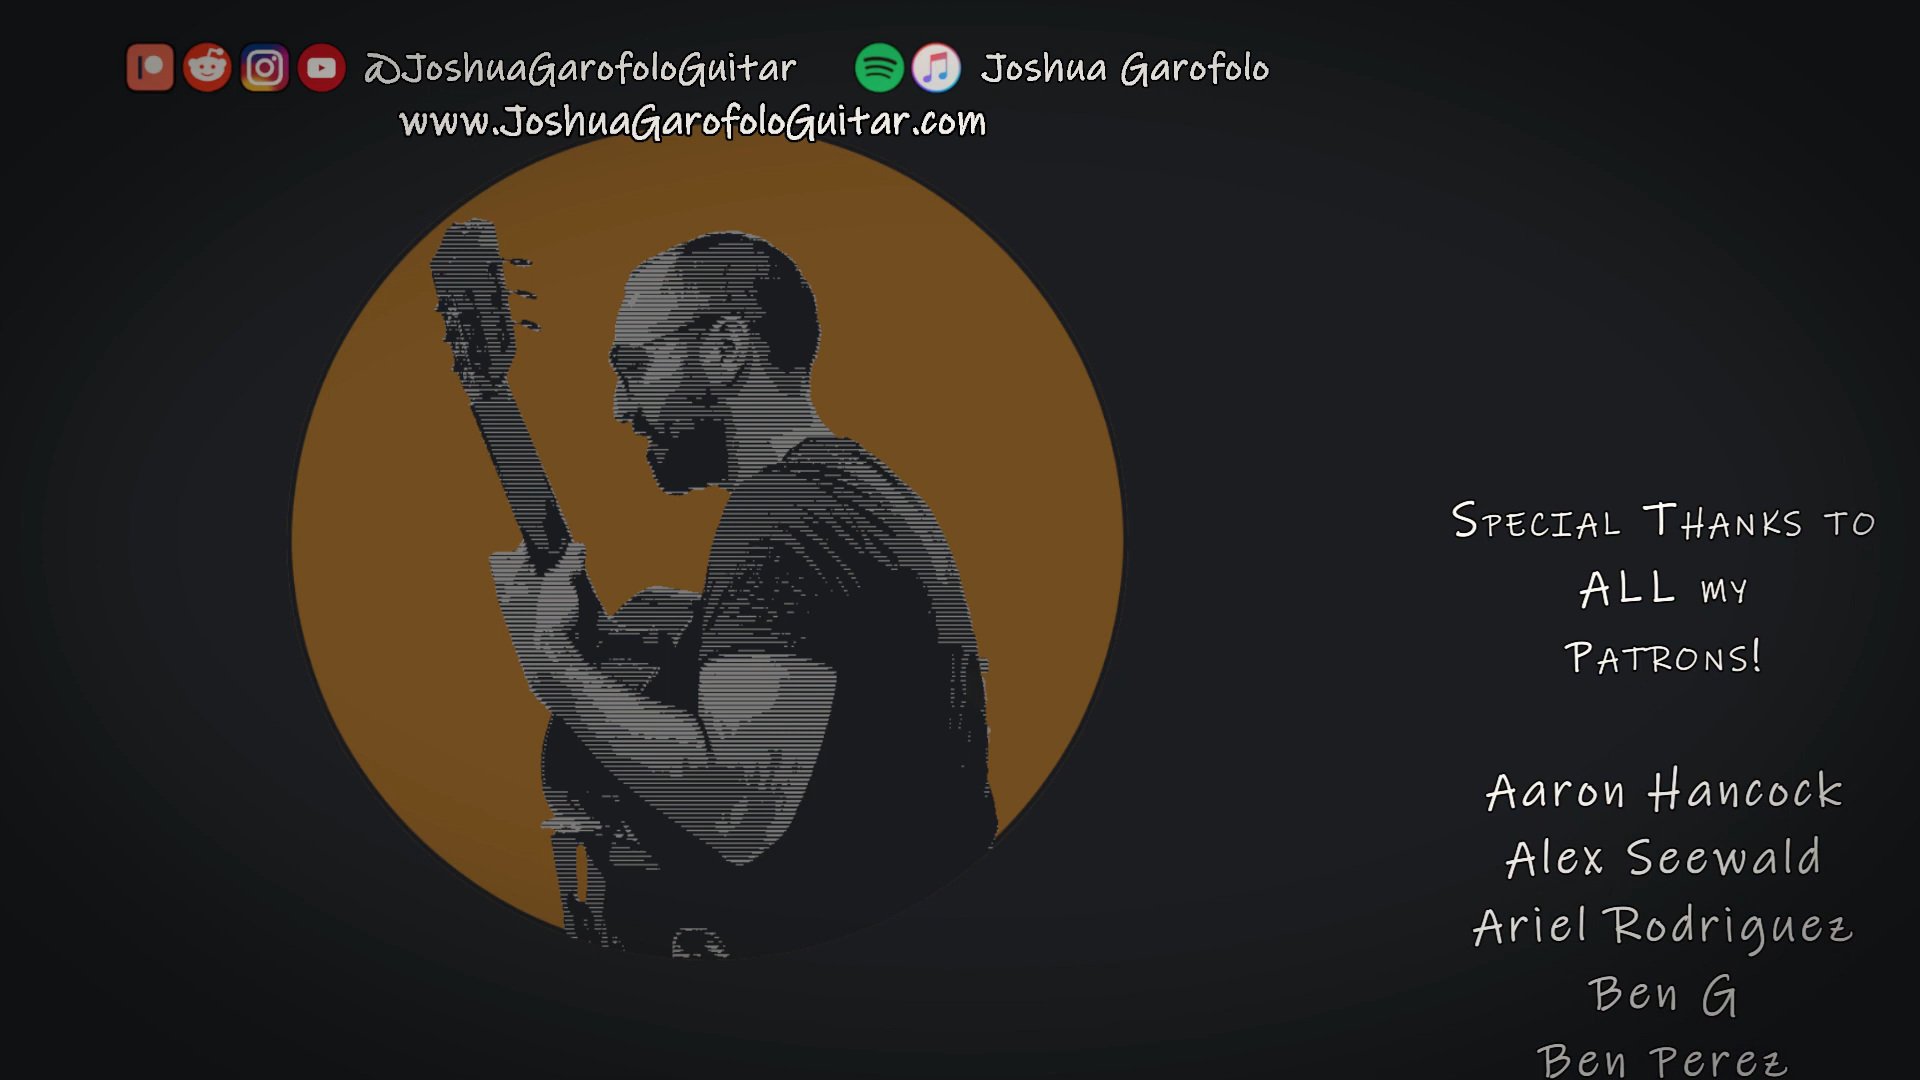 @JoshuaGarofoloGuitar Joshua Garofolo
www.JoshuaGarofoloGuitar.com
Special Thanks to
ALL my
Patrons!
Aaron Hancock
Alex Seewald
Ariel Rodriguez
Ben G
Ben Perez